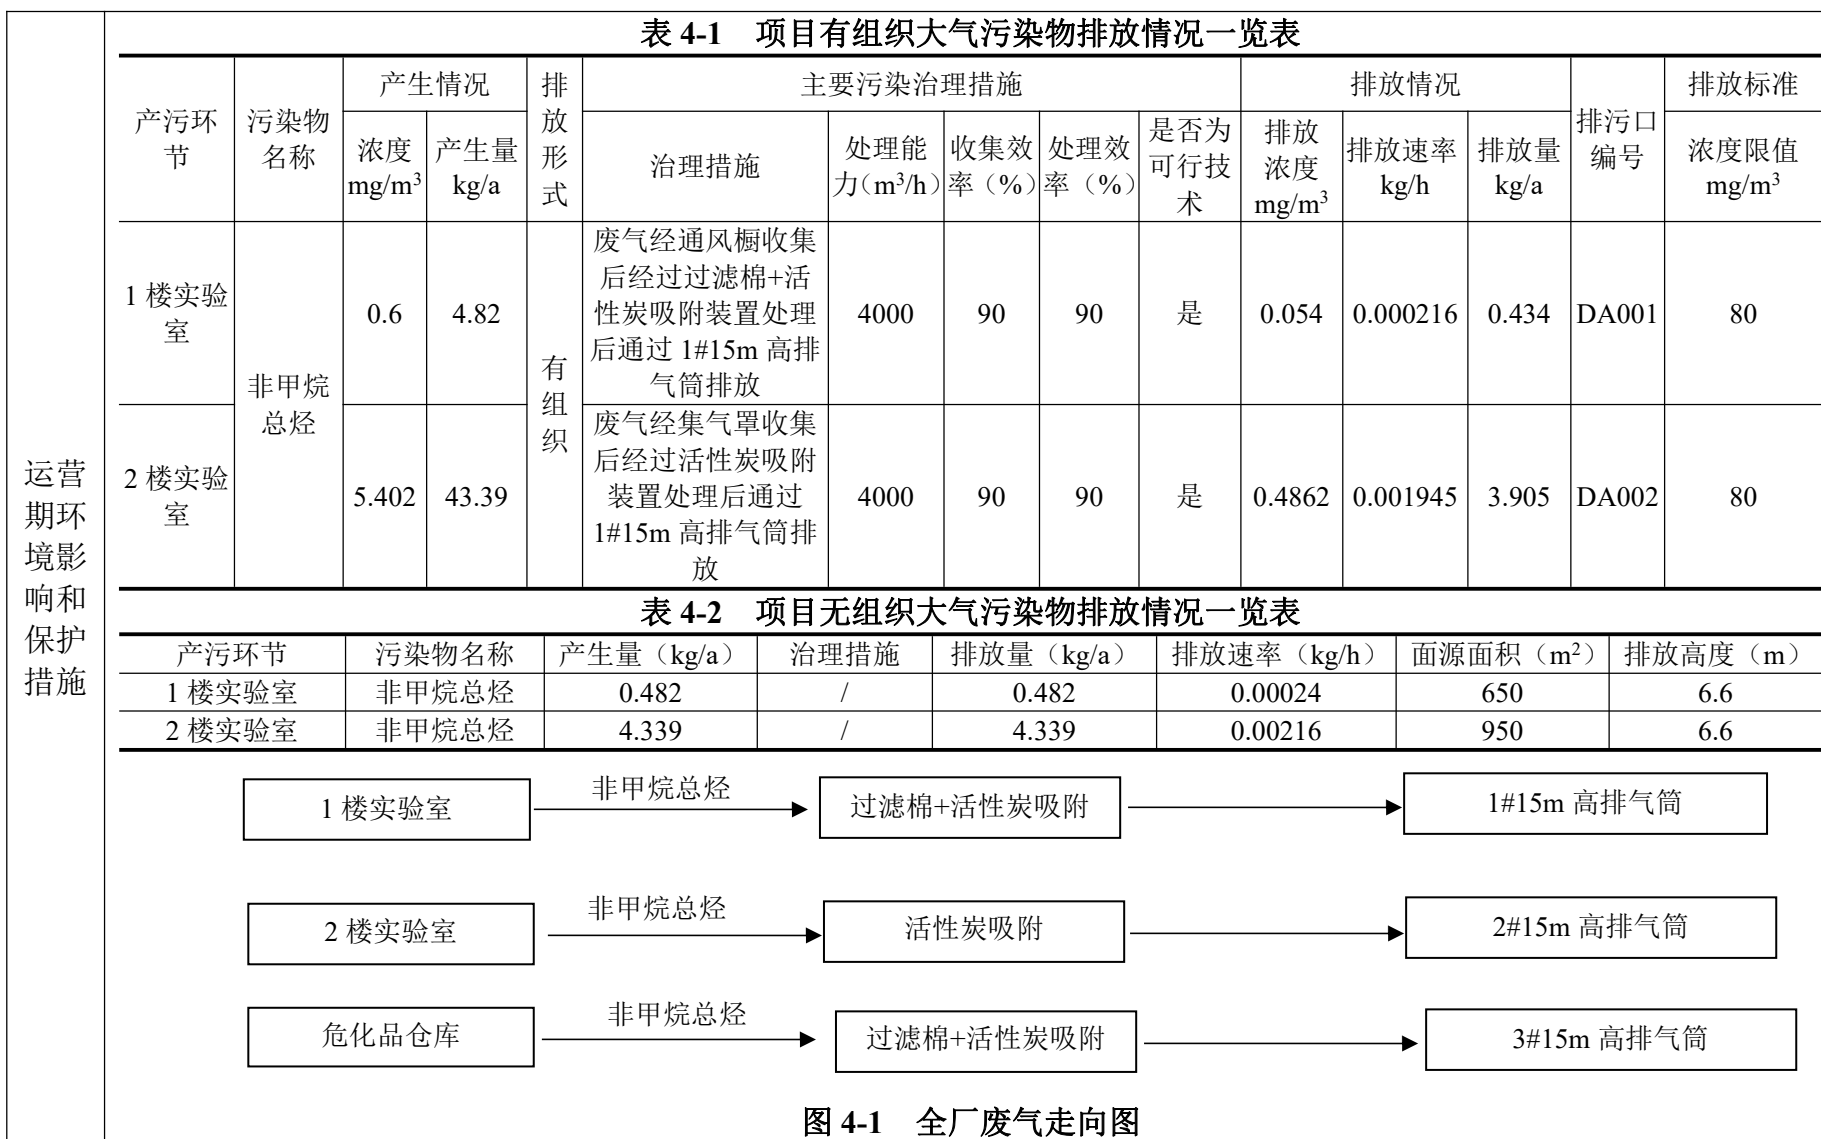 表 4-1 项目有组织大气污染物排放情况一览表
产污环
节
污染物
名称
产生情况
浓度
mg/m³
产生量
kg/a
排
放
形
式
主要污染治理措施
治理措施
处理能
力（m³/h）
收集效
率（%）
处理效
率（%）
是否为
可行技
术
排放情况
排放
浓度
mg/m³
排放速率
kg/h
排放量
kg/a
排污口
编号
排放标准
浓度限值
mg/m³
1 楼实验
室
非甲烷
总烃
0.6
4.82
有
组
织
废气经通风橱收集
后经过过滤棉+活
性炭吸附装置处理
后通过 1#15m 高排
气筒排放
4000
90
90
是
0.054
0.000216
0.434
DA001
80
2 楼实验
室
5.402
43.39
废气经集气罩收集
后经过活性炭吸附
装置处理后通过
1#15m 高排气筒排
放
4000
90
90
是
0.4862
0.001945
3.905
DA002
80
运营
期环
境影
响和
保护
措施
表 4-2 项目无组织大气污染物排放情况一览表
产污环节 污染物名称 产生量（kg/a） 治理措施 排放量（kg/a） 排放速率（kg/h） 面源面积（m²） 排放高度（m）
1 楼实验室 非甲烷总烃 0.482 / 0.482 0.00024 650 6.6
2 楼实验室 非甲烷总烃 4.339 / 4.339 0.00216 950 6.6
1 楼实验室 非甲烷总烃 过滤棉+活性炭吸附 1#15m 高排气筒
2 楼实验室 非甲烷总烃 活性炭吸附 2#15m 高排气筒
危化品仓库 非甲烷总烃 过滤棉+活性炭吸附 3#15m 高排气筒
图 4-1 全厂废气走向图